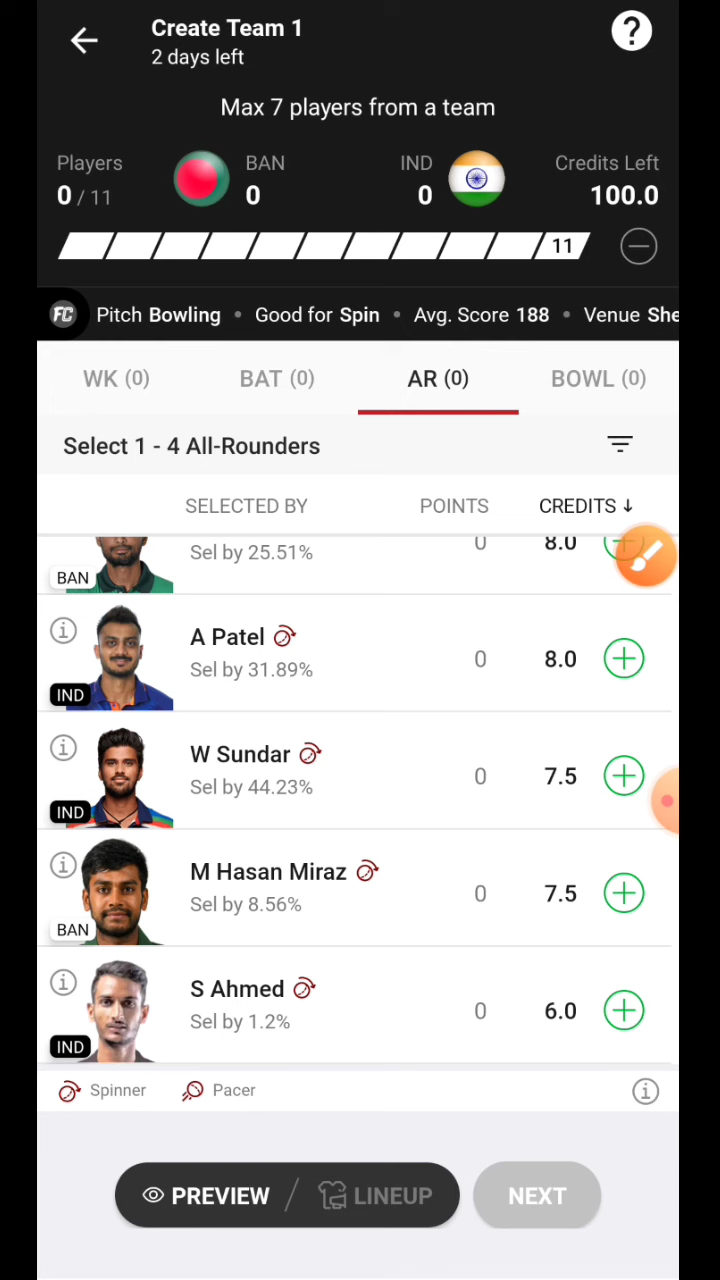 Create Team 1
2 days left
?
Max 7 players from a team
Players BAN IND Credits Left
0 / 11 0 0 100.0
11
FC Pitch Bowling • Good for Spin • Avg. Score 188 • Venue She
WK (0) BAT (0) AR (0) BOWL (0)
Select 1 - 4 All-Rounders
SELECTED BY POINTS CREDITS ↓
Sel by 25.51% 0 8.0
BAN
A Patel
Sel by 31.89% 0 8.0
IND
W Sundar
Sel by 44.23% 0 7.5
IND
M Hasan Miraz
Sel by 8.56% 0 7.5
BAN
S Ahmed
Sel by 1.2% 0 6.0
IND
Spinner Pacer
PREVIEW / LINEUP NEXT